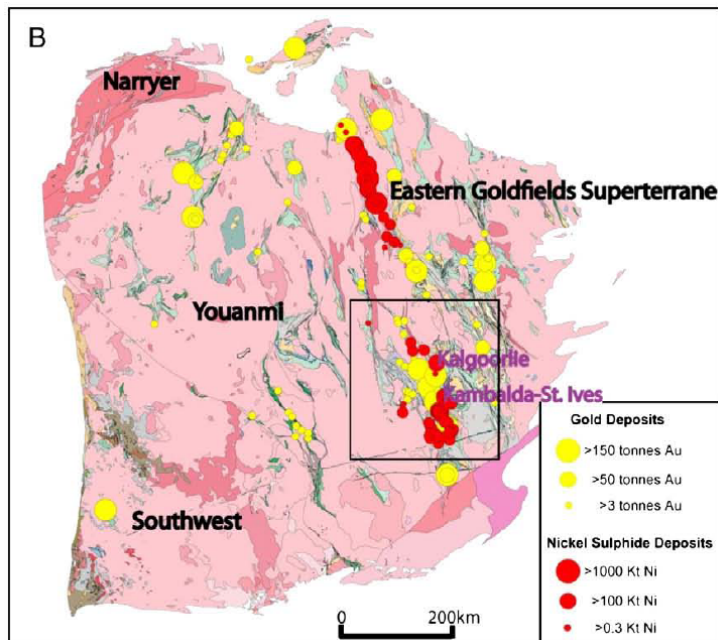 B
Narryer
Eastern Goldfields Superterrane
Youanmi
Kalgoorlie
Kambalda-St. Ives
Southwest
Gold Deposits
>150 tonnes Au
>50 tonnes Au
>3 tonnes Au
Nickel Sulphide Deposits
>1000 Kt Ni
>100 Kt Ni
>0.3 Kt Ni
0 200km